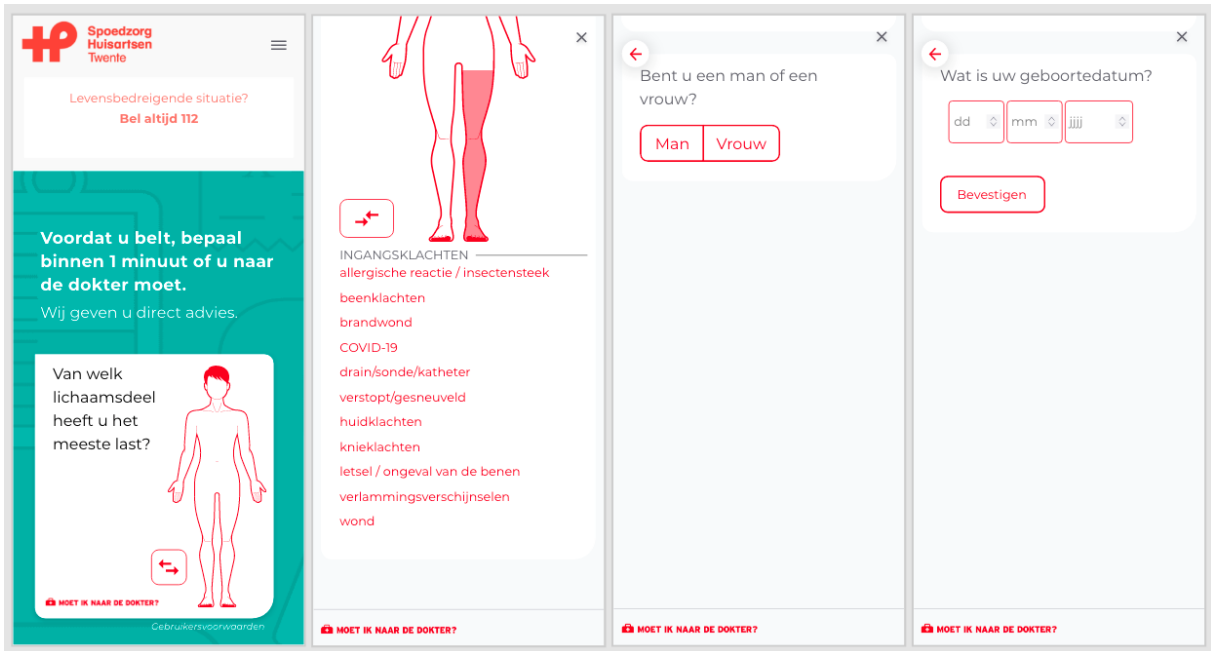 Spoedzorg
Huisartsen
Twente
Levensbedreigende situatie?
Bel altijd 112
Voordat u belt, bepaal
binnen 1 minuut of u naar
de dokter moet.
Wij geven u direct advies.
Van welk
lichaamsdeel
heeft u het
meeste last?
MOET IK NAAR DE DOKTER?
Gebruikersvoorwaarden
INGANGSKLACHTEN
allergische reactie / insectensteek
beenklachten
brandwond
COVID-19
drain/sonde/katheter
verstopt/gesneuveld
huidklachten
knieklachten
letsel / ongeval van de benen
verlammingsverschijnselen
wond
MOET IK NAAR DE DOKTER?
Bent u een man of een
vrouw?
Man Vrouw
MOET IK NAAR DE DOKTER?
Wat is uw geboortedatum?
dd mm jjjj
Bevestigen
MOET IK NAAR DE DOKTER?